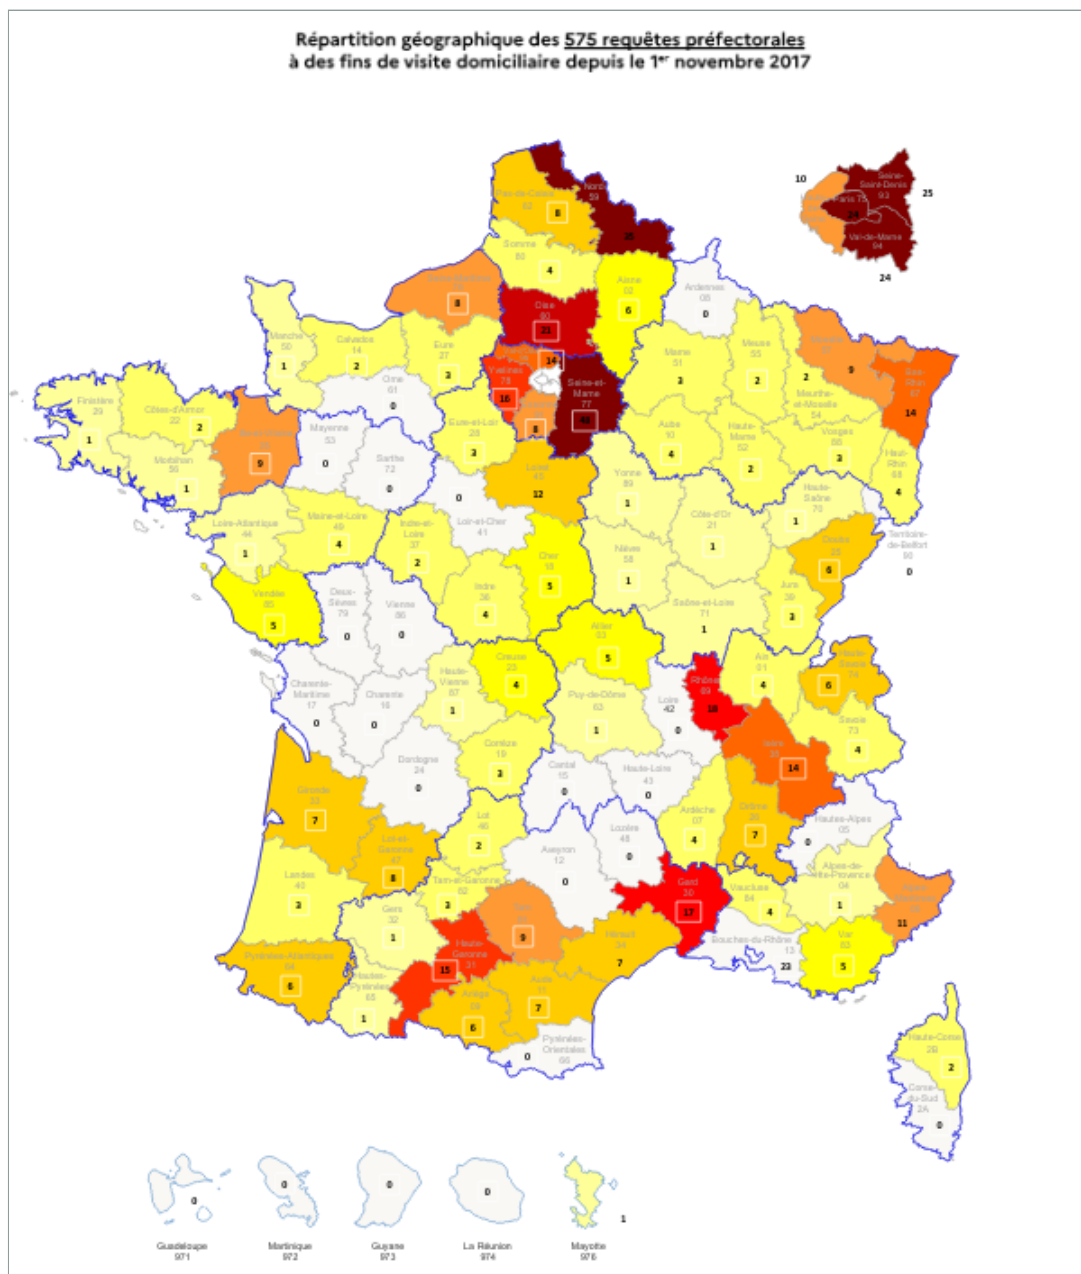 Répartition géographique des 575 requêtes préfectorales
à des fins de visite domiciliaire depuis le 1er novembre 2017
Nord
59
Pas-de-Calais
62
8
Somme
80
4
Aisne
02
6
Ardennes
08
0
10
Seine-
Saint-Denis
93
25
Paris 75
Val-de-Marne
94
24
8
Oise
60
21
Manche
50
1
Calvados
14
2
Eure
27
3
Orne
61
0
14
Yvelines
78
16
8
Seine-et-
Marne
77
Marne
51
3
Meuse
55
2
2
Meurthe-
et-Moselle
54
9
Bas-
Rhin
67
14
Finistère
29
1
Côtes-d'Armor
22
2
Morbihan
56
1
9
Mayenne
53
0
Sarthe
72
0
Eure-et-Loir
28
3
Loiret
45
12
Aube
10
4
Haute-
Marne
52
2
Vosges
88
3
Haut-
Rhin
68
4
Yonne
89
1
Haute-
Saône
70
1
Territoire-
de-Belfort
90
0
Loire-Atlantique
44
1
Maine-et-Loire
49
4
Indre-et-
Loire
37
2
0
Loir-et-Cher
41
Cher
18
5
Nièvre
58
1
Côte-d'Or
21
1
Doubs
25
6
Jura
39
3
Vendée
85
5
Deux-
Sèvres
79
0
Vienne
86
0
Indre
36
4
Allier
03
5
Saône-et-Loire
71
1
Charente-
Maritime
17
0
Charente
16
0
Haute-
Vienne
87
1
Creuse
23
4
Puy-de-Dôme
63
1
Loire
42
0
Rhône
69
18
Ain
01
4
Haute-
Savoie
74
6
Savoie
73
4
Isère
38
14
Dordogne
24
0
Corrèze
19
3
Cantal
15
0
Haute-Loire
43
0
Gironde
33
7
Lot-et-
Garonne
47
8
Lot
46
2
Aveyron
12
0
Lozère
48
0
Ardèche
07
4
Drôme
26
7
Hautes-Alpes
05
0
Landes
40
3
Tarn-et-Garonne
82
3
Gers
32
1
9
Gard
30
17
Vaucluse
84
4
Alpes-de-
Hte-Provence
04
1
11
Pyrénées-Atlantiques
64
6
Hautes-
Pyrénées
65
1
Haute-
Garonne
31
15
Hérault
34
7
Bouches-du-Rhône
13
23
Var
83
5
Ariège
09
6
Aude
11
7
Pyrénées-
Orientales
66
0
Haute-Corse
2B
2
Corse-
du-Sud
2A
0
0
0
0
0
1
Guadeloupe
971
Martinique
972
Guyane
973
La Réunion
974
Mayotte
976